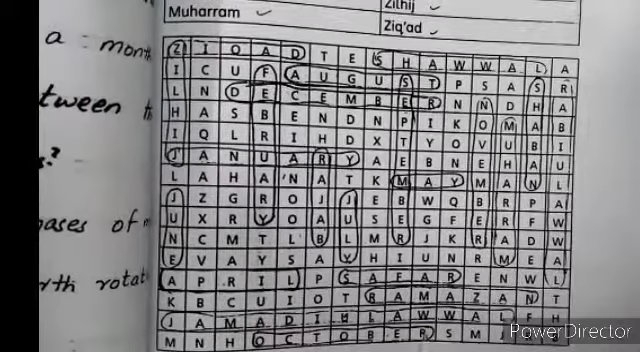 Muharram
Zilhij
Ziq'ad
a month
tween
s?
ases of
rth rotat
Z I Q A D T E S H A W W A L A
I C U F A U G U S T P S A S R
L N D E C E M B E R N N D H A
H A S B E N D N P I K O M A B
I Q L R I H D X T Y O V U B I
J A N U A R Y A E B N E H A U
L A H A N A T K M A Y M A N L
J Z G R O J J E B W Q B R P A
U X R Y O A U S E G F E R F W
N C M T L B L M R J K R A D W
E V A Y S A Y H I U N R M E A
A P R I L P S A F A R E N W L
K B C U I O T R A M A Z A N T
J A M A D I U L A W W A L F H
M N H O C T O B E R S M
PowerDirector